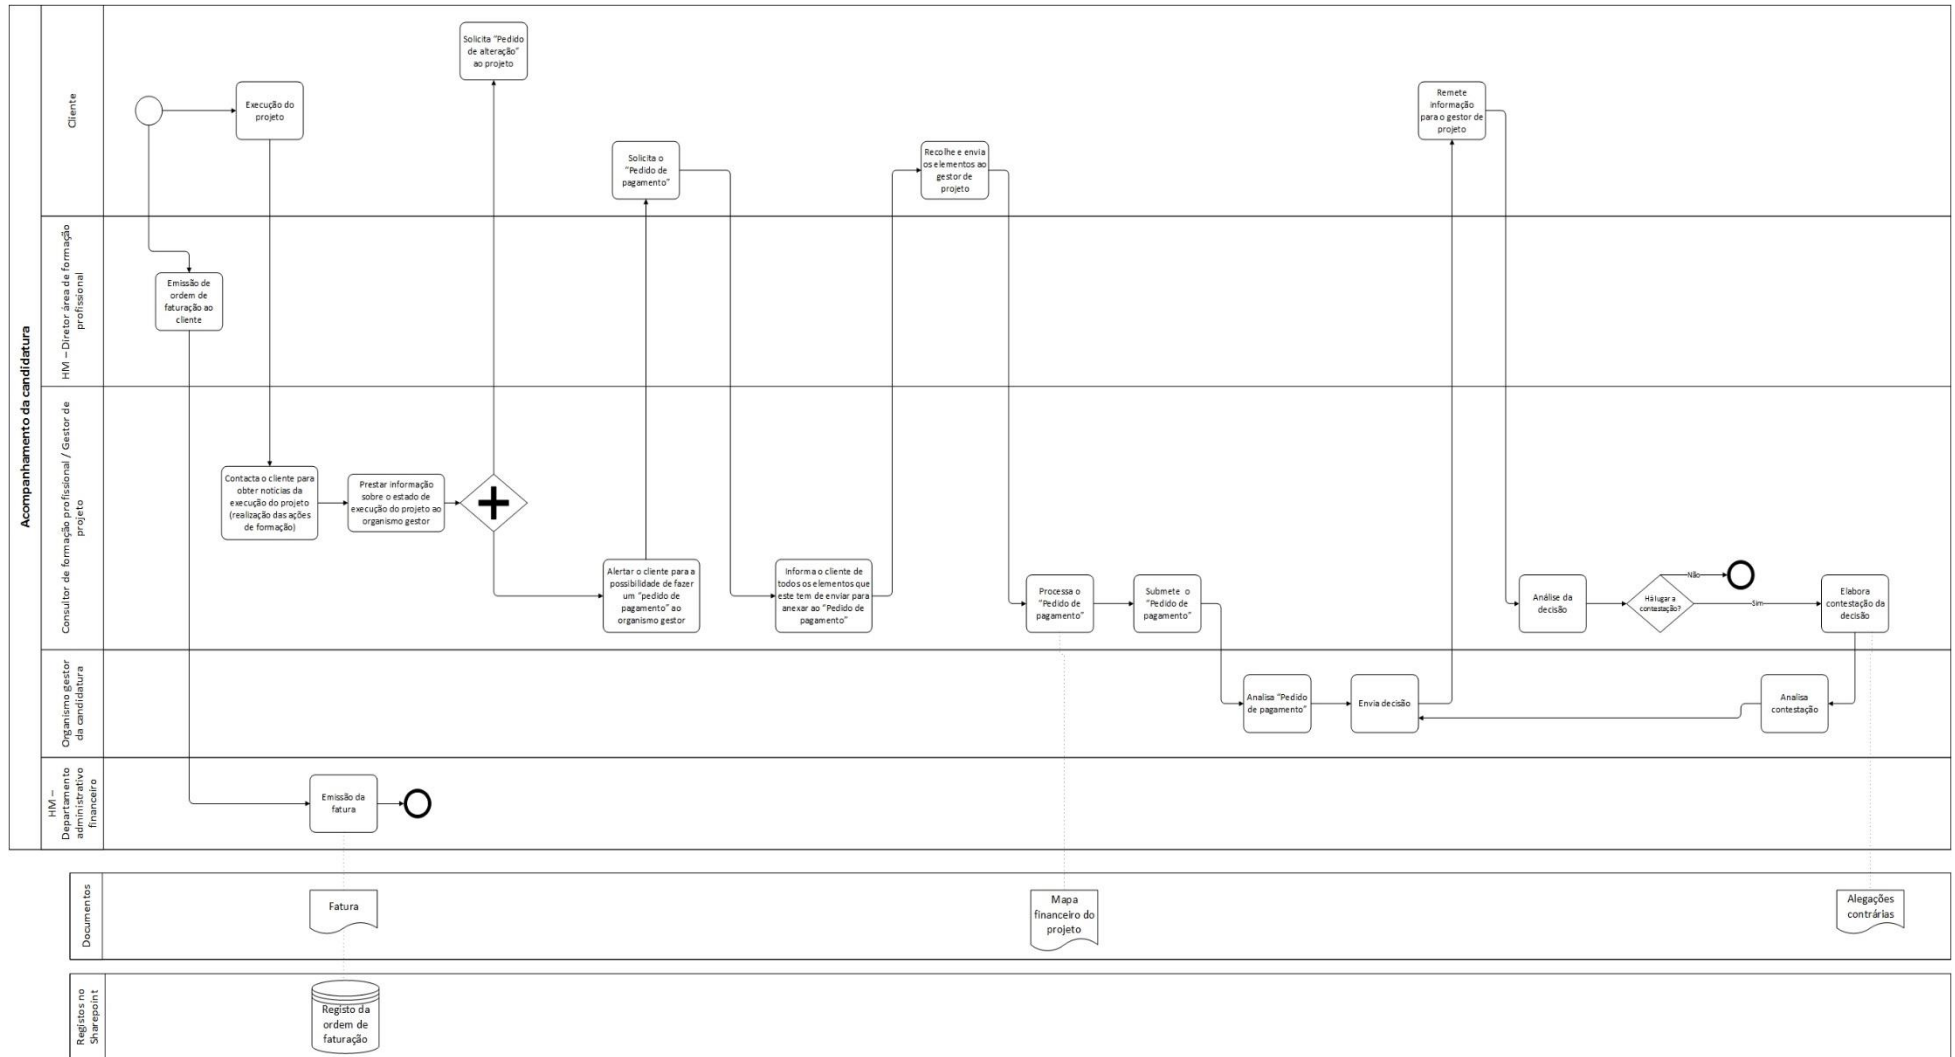 Acompanhamento da candidatura
Cliente
Solicita “Pedido
de alteração”
ao projeto
Execução do
projeto
Remete
informação
para o gestor de
projeto
Solicita o
“Pedido de
pagamento”
Recolhe e envia
os elementos ao
gestor de
projeto
HM – Diretor área de formação
profissional
Emissão de
ordem de
faturação ao
cliente
Consultor de formação profissional / Gestor de
projeto
Contacta o cliente para
obter noticias da
execução do projeto
(realização das ações
de formação)
Prestar informação
sobre o estado de
execução do projeto ao
organismo gestor
Alertar o cliente para a
possibilidade de fazer
um “pedido de
pagamento” ao
organismo gestor
Informa o cliente de
todos os elementos que
este tem de enviar para
anexar ao “Pedido de
pagamento”
Processa o
“Pedido de
pagamento”
Submete o
“Pedido de
pagamento”
Análise da
decisão
Há lugar a
contestação?
Não
Sim
Elabora
contestação da
decisão
Organismo gestor
da candidatura
Analisa “Pedido
de pagamento”
Envia decisão
Analisa
contestação
HM –
Departamento
administrativo
financeiro
Emissão da
fatura
Documentos
Fatura
Mapa
financeiro do
projeto
Alegações
contrárias
Registos no
Sharepoint
Registo da
ordem de
faturação